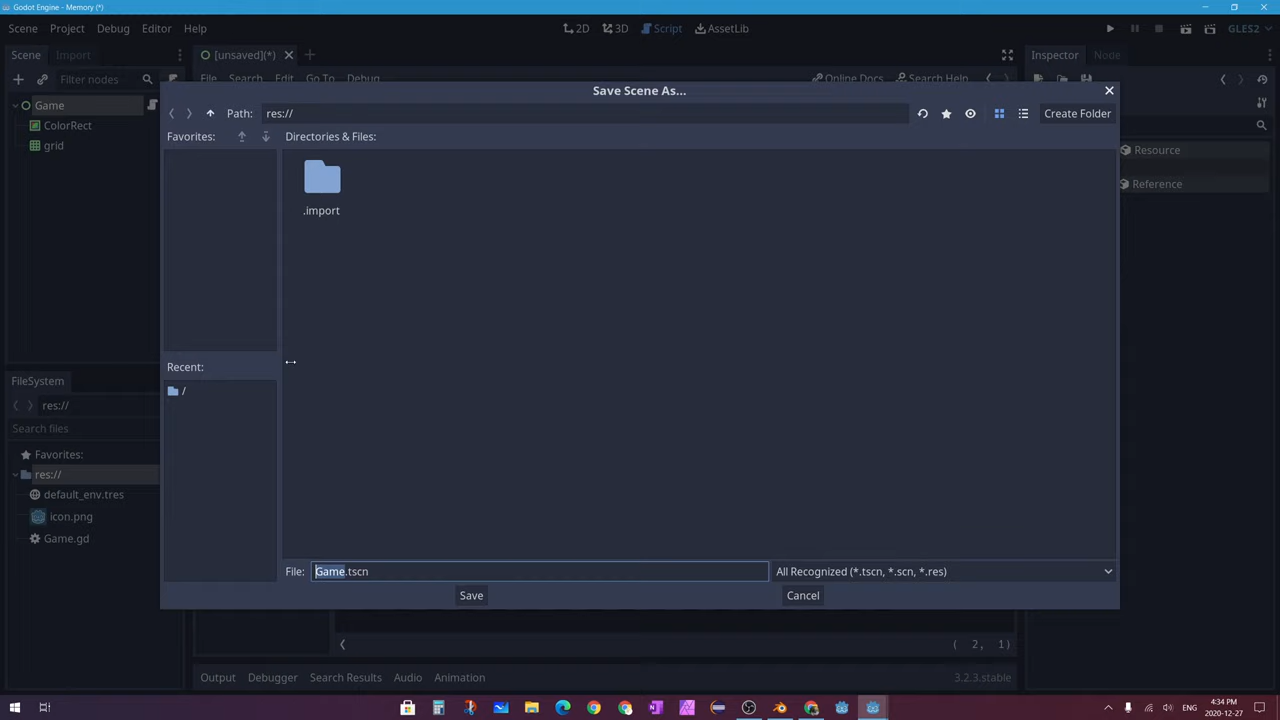 Godot Engine - Memory (*)
Scene Project Debug Editor Help 2D 3D Script AssetLib GLES2
Scene Import [unsaved](*) Inspector Node
Filter nodes File Search Edit Go To Debug Online Docs Search Help
Save Scene As...
Game Path: res:// Create Folder
ColorRect Favorites: Directories & Files:
grid Resource
Reference
.import
Recent:
FileSystem
/
res://
Search files
Favorites:
res://
default_env.tres
icon.png
Game.gd
File: Game.tscn All Recognized (*.tscn, *.scn, *.res)
Save Cancel
( 2, 1)
Output Debugger Search Results Audio Animation 3.2.3.stable
ENG 4:34 PM
2020-12-27